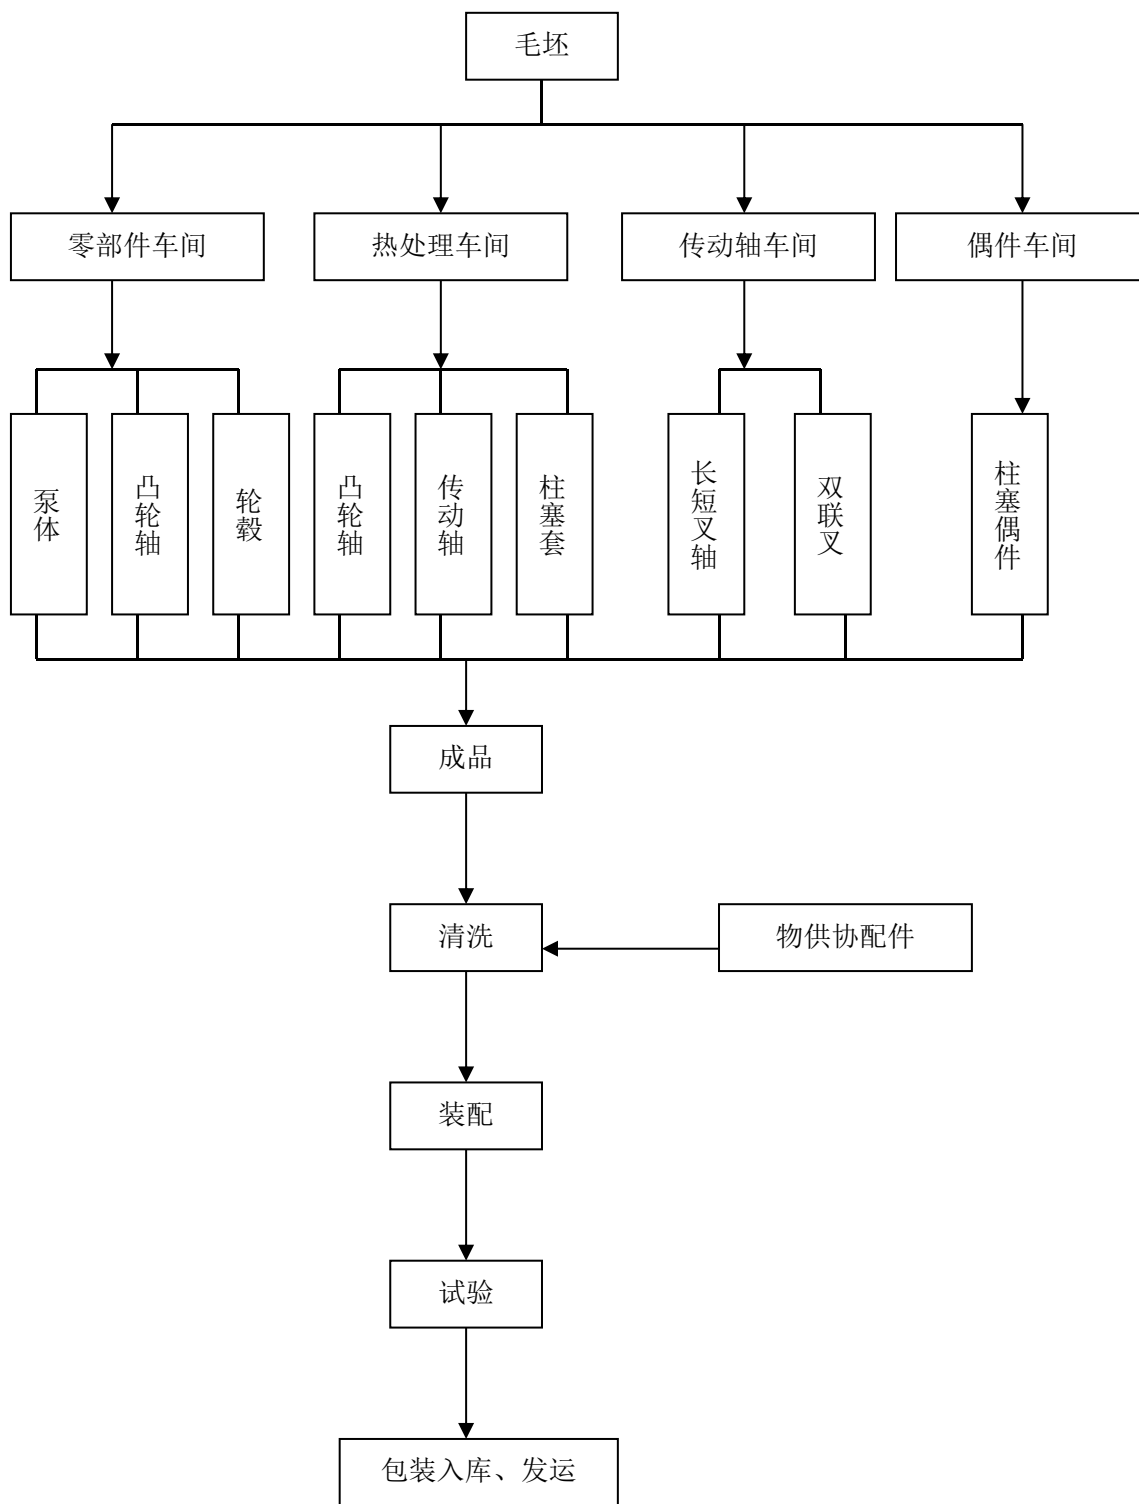 毛坯
零部件车间
热处理车间
传动轴车间
偶件车间
泵体
凸轮轴
轮毂
凸轮轴
传动轴
柱塞套
长短叉轴
双联叉
柱塞偶件
成品
清洗
物供协配件
装配
试验
包装入库、发运